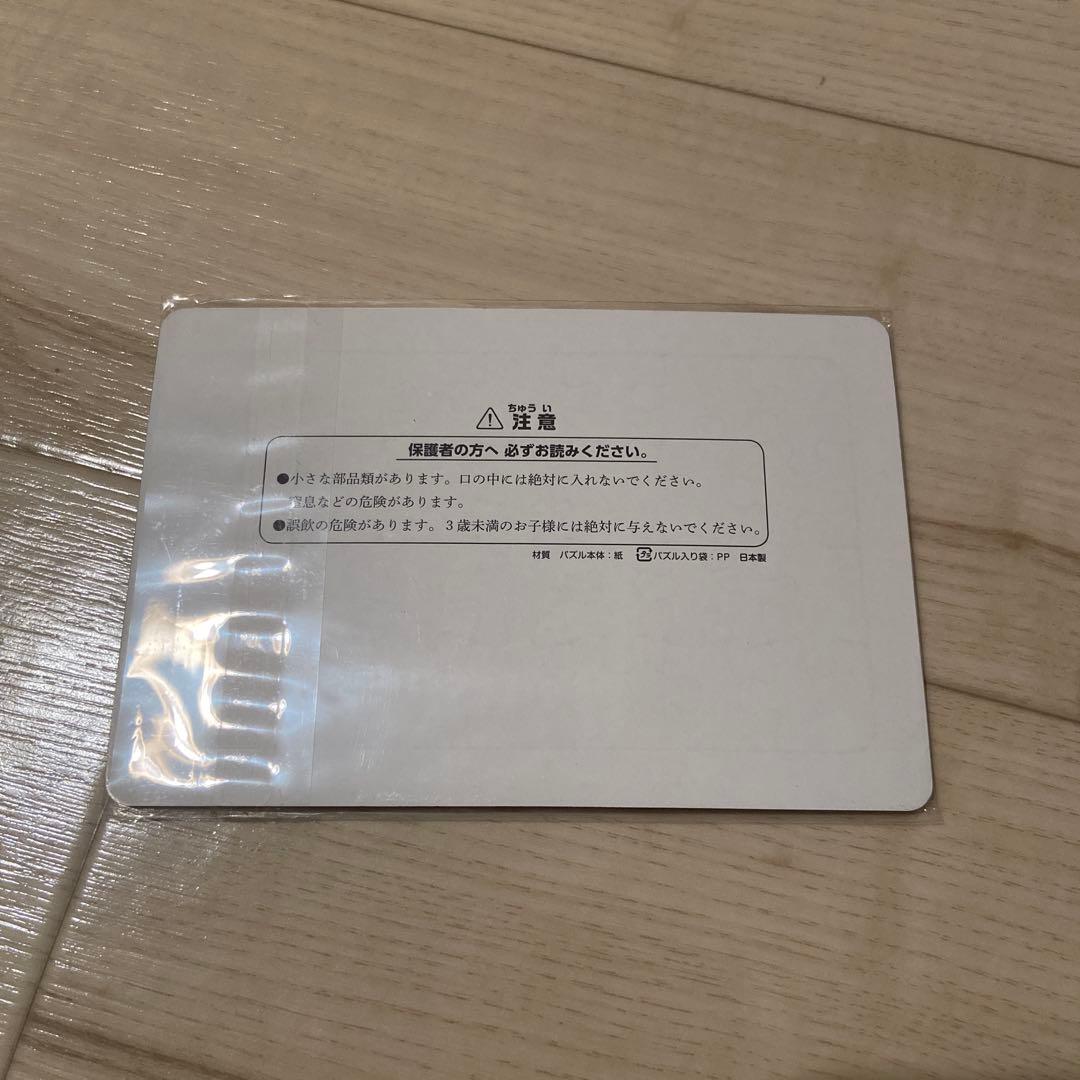 ちゅうい
⚠注意
保護者の方へ 必ずお読みください。
●小さな部品類があります。口の中には絶対に入れないでください。
窒息などの危険があります。
●誤飲の危険があります。３歳未満のお子様には絶対に与えないでください。
材質 パズル本体：紙 プラ パズル入り袋：PP 日本製